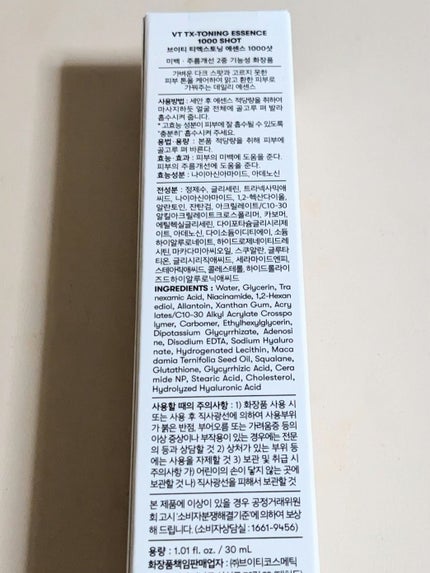 VT TX-TONING ESSENCE
1000 SHOT
브이티 티엑스토닝 에센스 1000샷
미백 · 주름개선 2중 기능성 화장품
가벼운 다크 스팟과 고르지 못한
피부 톤을 케어하여 맑고 환한 피부로
가꿔주는 데일리 에센스
사용방법 : 세안 후 에센스 적당량을 취하여
마사지하듯 얼굴 전체에 골고루 펴 발라
흡수시켜 줍니다.
* 고효능 성분이 피부에 잘 흡수될 수 있도록
"충분히" 흡수시켜 주세요.
용법·용량 : 본품 적당량을 취해 피부에
골고루 펴 바른다.
효능·효과 : 피부의 미백에 도움을 준다.
피부의 주름개선에 도움을 준다.
효능성분 : 나이아신아마이드, 아데노신
전성분 : 정제수, 글리세린, 트라넥사믹애
씨드, 나이아신아마이드, 1,2-헥산다이올,
알란토인, 잔탄검, 아크릴레이트/C10-30
알킬아크릴레이트크로스폴리머, 카보머,
에틸헥실글리세린, 다이포타슘글리시리제
이트, 아데노신, 다이소듐이디티에이, 소듐
하이알루로네이트, 하이드로제네이티드레시
틴, 마카다미아씨오일, 스쿠알란, 글루타
티온, 글리시리직애씨드, 세라마이드엔피,
스테아릭애씨드, 콜레스테롤, 하이드롤라이
즈드하이알루로닉애씨드
INGREDIENTS : Water, Glycerin, Tra
nexamic Acid, Niacinamide, 1,2-Hexan
ediol, Allantoin, Xanthan Gum, Acry
lates/C10-30 Alkyl Acrylate Crosspo
lymer, Carbomer, Ethylhexylglycerin,
Dipotassium Glycyrrhizate, Adenosi
ne, Disodium EDTA, Sodium Hyaluro
nate, Hydrogenated Lecithin, Maca
damia Ternifolia Seed Oil, Squalane,
Glutathione, Glycyrrhizic Acid, Cera
mide NP, Stearic Acid, Cholesterol,
Hydrolyzed Hyaluronic Acid
사용할 때의 주의사항 : 1) 화장품 사용 시
또는 사용 후 직사광선에 의하여 사용부위
가 붉은 반점, 부어오름 또는 가려움증 등의
이상 증상이나 부작용이 있는 경우에는 전문
의 등과 상담할 것 2) 상처가 있는 부위 등
에는 사용을 자제할 것 3) 보관 및 취급 시
주의사항 가) 어린이의 손이 닿지 않는 곳에
보관할 것 나) 직사광선을 피해서 보관할 것
본 제품에 이상이 있을 경우 공정거래위원
회 고시 '소비자분쟁해결기준'에 의하여 보상
해 드립니다. (소비자상담실 : 1661-9456)
용량 : 1.01 fl. oz. / 30 mL
화장품책임판매업자 : ㈜브이티코스메틱